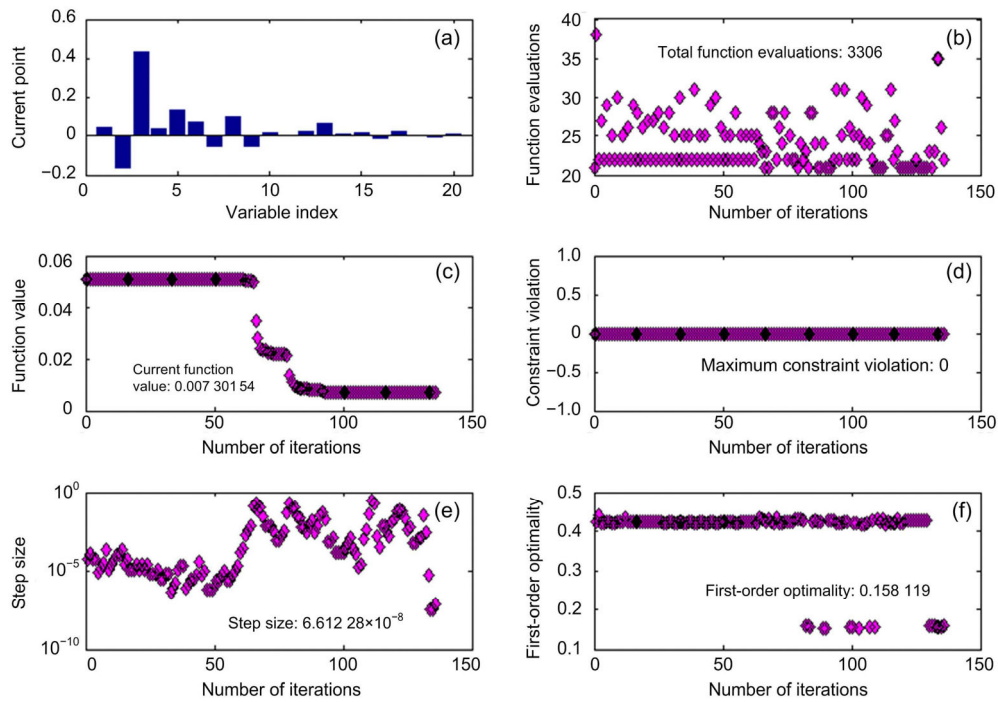 (a)
0.6
0.4
0.2
0
−0.2
Current point
0 5 10 15 20
Variable index
(b)
40
35
30
25
20
Function evaluations
Total function evaluations: 3306
0 50 100 150
Number of iterations
(c)
0.06
0.04
0.02
0
Function value
Current function
value: 0.007 301 54
0 50 100 150
Number of iterations
(d)
1.0
0.5
0
−0.5
−1.0
Constraint violation
Maximum constraint violation: 0
0 50 100 150
Number of iterations
(e)
10⁰
10⁻⁵
10⁻¹⁰
Step size
Step size: 6.612 28×10⁻⁸
0 50 100 150
Number of iterations
(f)
0.5
0.4
0.3
0.2
0.1
First-order optimality
First-order optimality: 0.158 119
0 50 100 150
Number of iterations